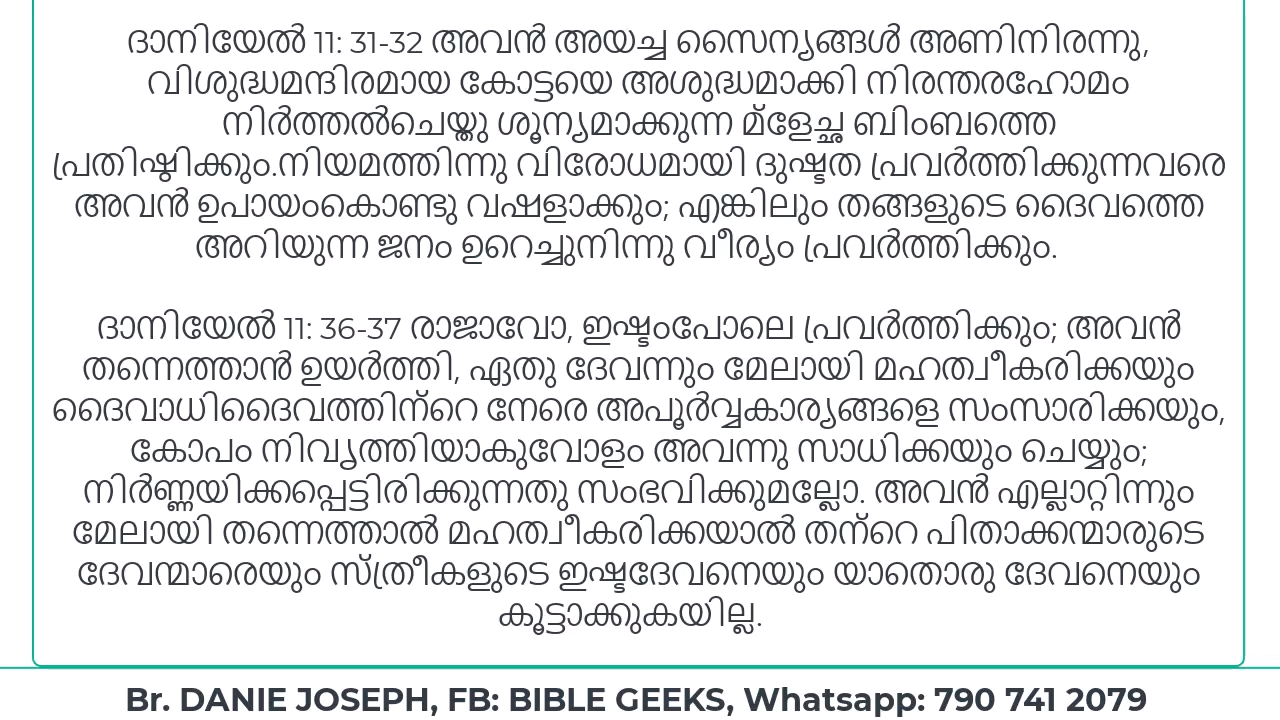 ദാനിയേൽ 11: 31-32 അവൻ അയച്ച സൈന്യങ്ങൾ അണിനിരന്നു,
വിശുദ്ധമന്ദിരമായ കോട്ടയെ അശുദ്ധമാക്കി നിരന്തരഹോമം
നിർത്തൽചെയ്തു ശൂന്യമാക്കുന്ന മ്ളേച്ഛ ബിംബത്തെ
പ്രതിഷ്ഠിക്കും.നിയമത്തിന്നു വിരോധമായി ദുഷ്ടത പ്രവർത്തിക്കുന്നവരെ
അവൻ ഉപായംകൊണ്ടു വഷളാക്കും; എങ്കിലും തങ്ങളുടെ ദൈവത്തെ
അറിയുന്ന ജനം ഉറെച്ചുനിന്നു വീര്യം പ്രവർത്തിക്കും.
ദാനിയേൽ 11: 36-37 രാജാവോ, ഇഷ്ടംപോലെ പ്രവർത്തിക്കും; അവൻ
തന്നെത്താൻ ഉയർത്തി, ഏതു ദേവന്നും മേലായി മഹത്വീകരിക്കയും
ദൈവാധിദൈവത്തിന്റെ നേരെ അപൂർവ്വകാര്യങ്ങളെ സംസാരിക്കയും,
കോപം നിവൃത്തിയാകുവോളം അവന്നു സാധിക്കയും ചെയ്യും;
നിർണ്ണയിക്കപ്പെട്ടിരിക്കുന്നതു സംഭവിക്കുമല്ലോ. അവൻ എല്ലാറ്റിന്നും
മേലായി തന്നെത്താൽ മഹത്വീകരിക്കയാൽ തന്റെ പിതാക്കന്മാരുടെ
ദേവന്മാരെയും സ്ത്രീകളുടെ ഇഷ്ടദേവനെയും യാതൊരു ദേവനെയും
കൂട്ടാക്കുകയില്ല.
Br. DANIE JOSEPH, FB: BIBLE GEEKS, Whatsapp: 790 741 2079